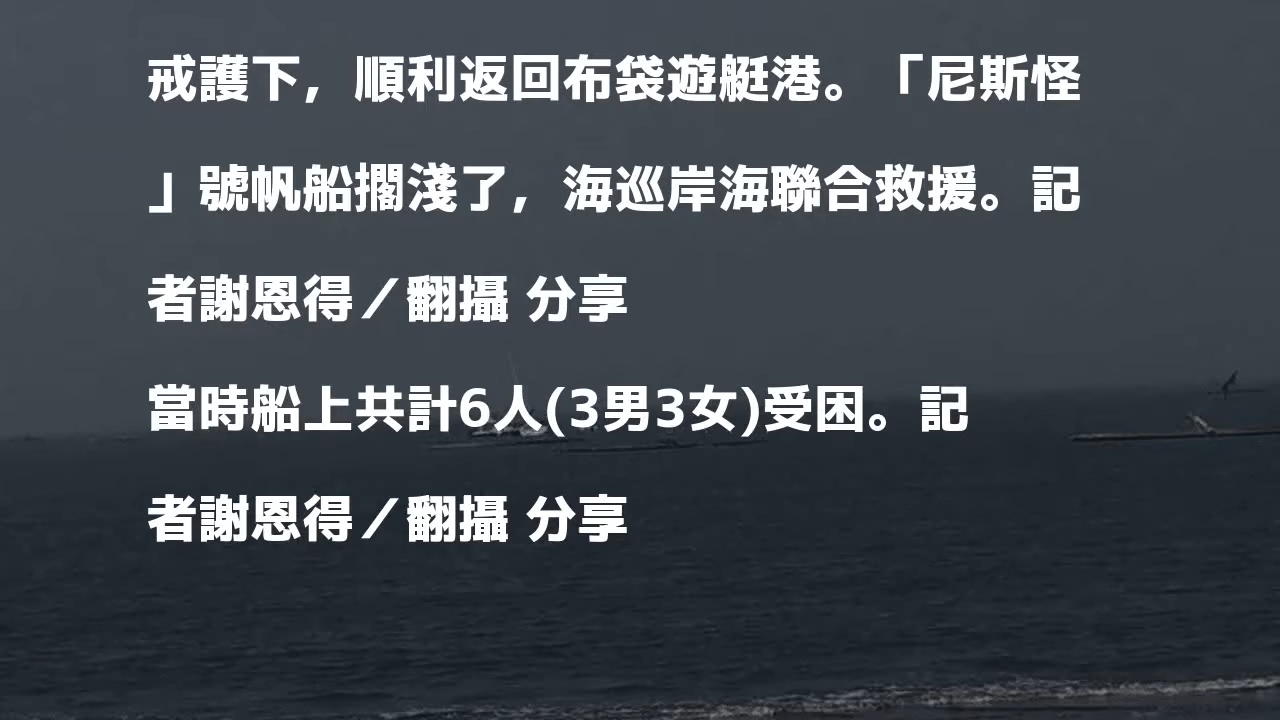 戒護下，順利返回布袋遊艇港。「尼斯怪
」號帆船擱淺了，海巡岸海聯合救援。記
者謝恩得／翻攝 分享
當時船上共計6人(3男3女)受困。記
者謝恩得／翻攝 分享